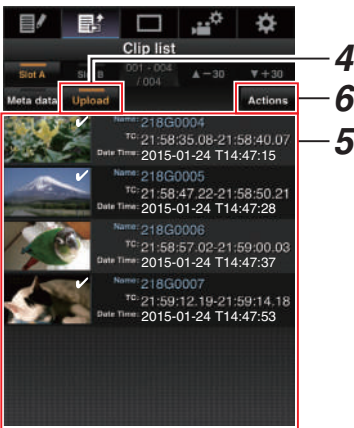 Clip list
Slot A Slot B 001 - 004 / 004 ▲-30 ▼+30
Meta data Upload Actions
Name: 218G0004
TC: 21:58:35.08-21:58:40.07
Date Time: 2015-01-24 T14:47:15
Name: 218G0005
TC: 21:58:47.22-21:58:50.21
Date Time: 2015-01-24 T14:47:28
Name: 218G0006
TC: 21:58:57.02-21:59:00.03
Date Time: 2015-01-24 T14:47:37
Name: 218G0007
TC: 21:59:12.19-21:59:14.18
Date Time: 2015-01-24 T14:47:53
4
6
5